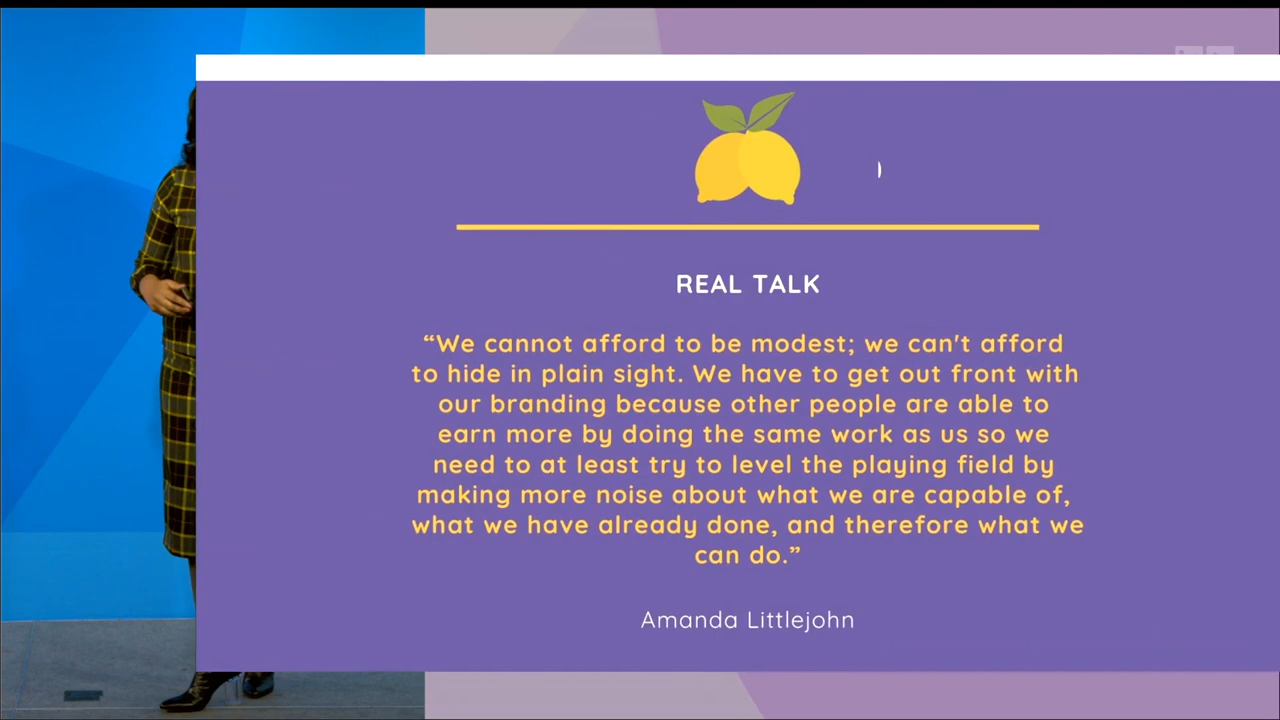 REAL TALK
“We cannot afford to be modest; we can't afford
to hide in plain sight. We have to get out front with
our branding because other people are able to
earn more by doing the same work as us so we
need to at least try to level the playing field by
making more noise about what we are capable of,
what we have already done, and therefore what we
can do.”
Amanda Littlejohn